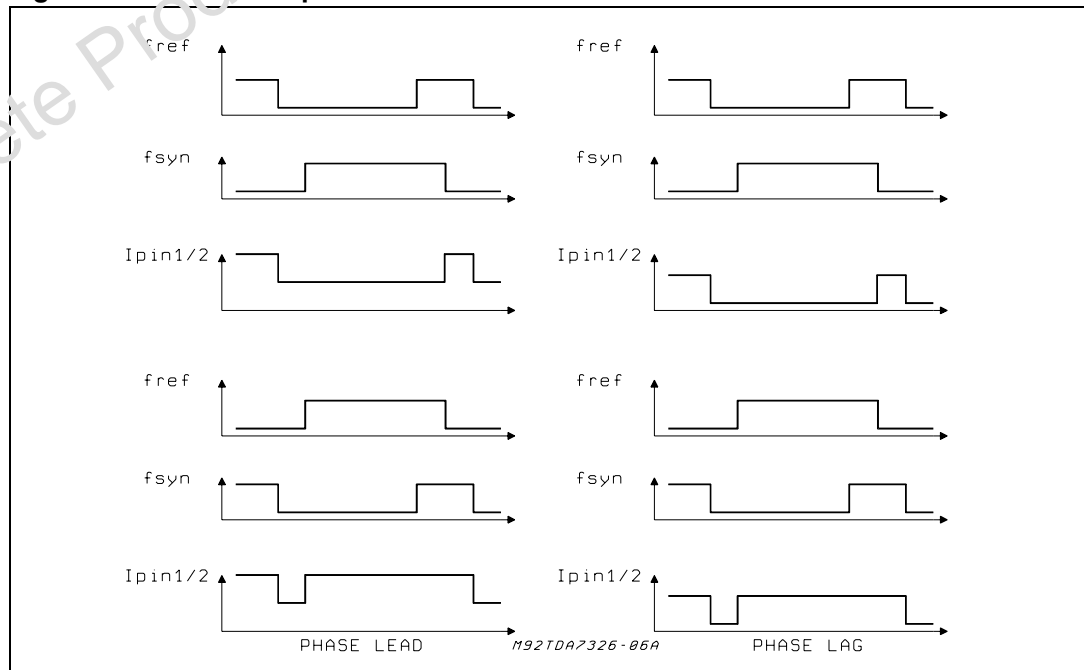 fref fref
fsyn fsyn
Ipin1/2 Ipin1/2
fref fref
fsyn fsyn
Ipin1/2 Ipin1/2
PHASE LEAD M92TDA7326-06A PHASE LAG